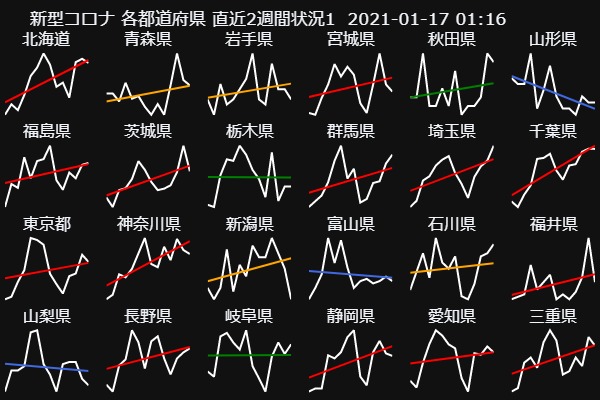 新型コロナ 各都道府県 直近2週間状況1 2021-01-17 01:16
北海道 青森県 岩手県 宮城県 秋田県 山形県
福島県 茨城県 栃木県 群馬県 埼玉県 千葉県
東京都 神奈川県 新潟県 富山県 石川県 福井県
山梨県 長野県 岐阜県 静岡県 愛知県 三重県